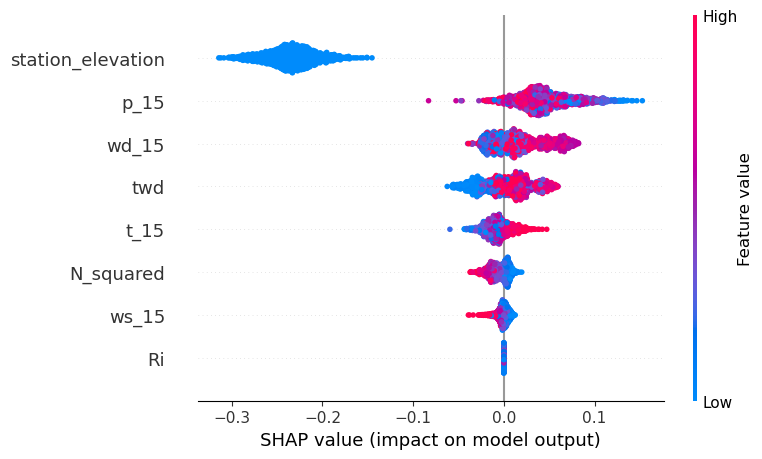 High
station_elevation
p_15
wd_15
twd
t_15
N_squared
ws_15
Ri
Low
−0.3 −0.2 −0.1 0.0 0.1
SHAP value (impact on model output)
Feature value